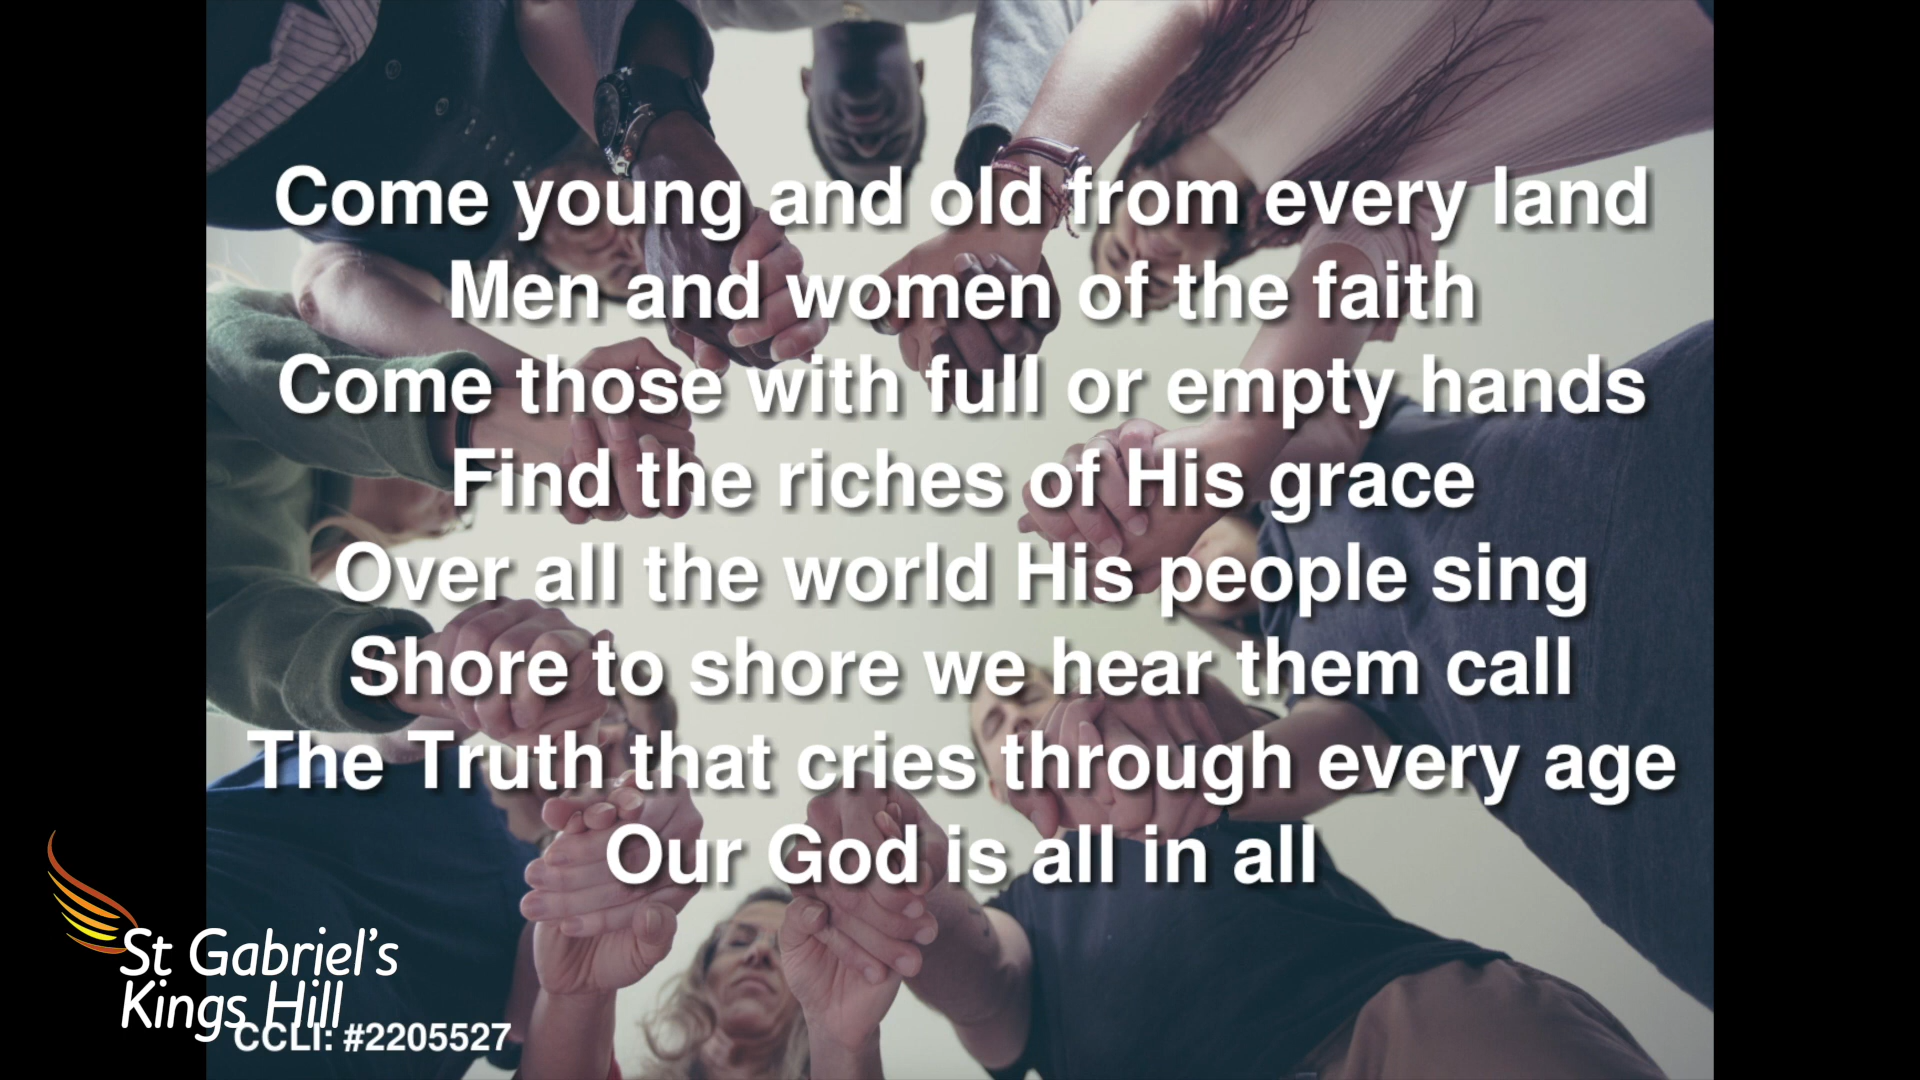 Come young and old from every land
Men and women of the faith
Come those with full or empty hands
Find the riches of His grace
Over all the world His people sing
Shore to shore we hear them call
The Truth that cries through every age
Our God is all in all
St Gabriel's
Kings Hill
CCLI: #2205527